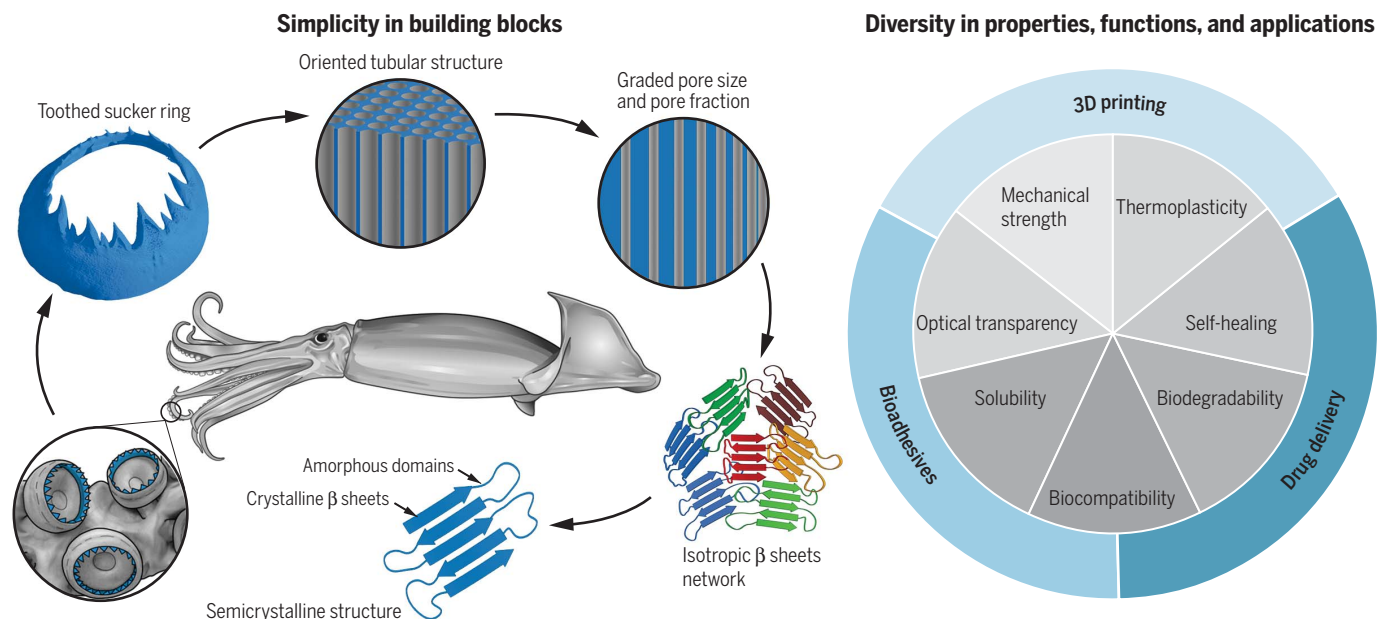 Simplicity in building blocks
Toothed sucker ring
Oriented tubular structure
Graded pore size
and pore fraction
Amorphous domains
Crystalline β sheets
Semicrystalline structure
Isotropic β sheets
network
Diversity in properties, functions, and applications
3D printing
Mechanical
strength
Thermoplasticity
Optical transparency
Self-healing
Solubility
Biodegradability
Biocompatibility
Bioadhesives
Drug delivery